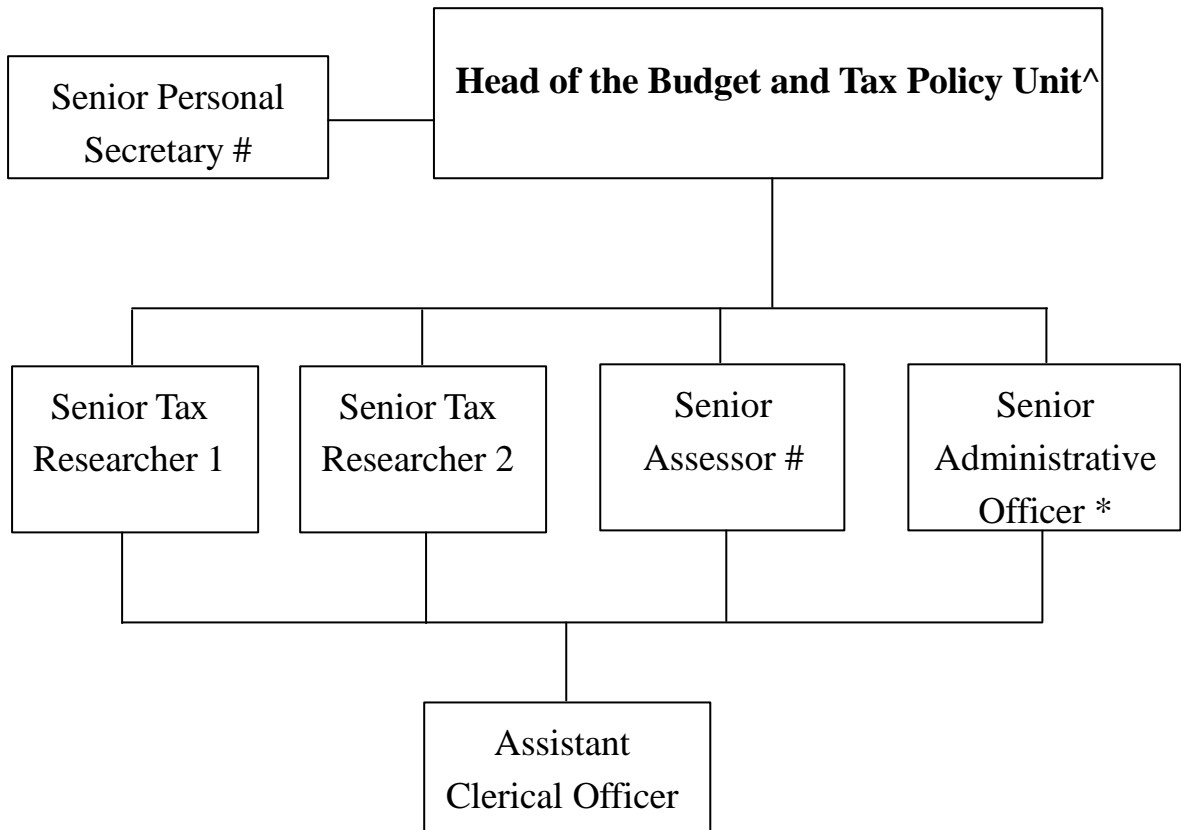 Head of the Budget and Tax Policy Unit^
Senior Personal
Secretary #
Senior Tax
Researcher 1
Senior Tax
Researcher 2
Senior
Assessor #
Senior
Administrative
Officer *
Assistant
Clerical Officer